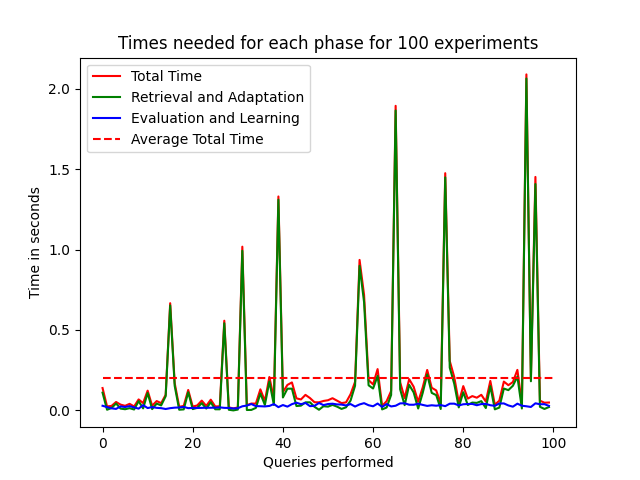 Times needed for each phase for 100 experiments
Total Time
Retrieval and Adaptation
Evaluation and Learning
Average Total Time
2.0
1.5
1.0
0.5
0.0
Time in seconds
0 20 40 60 80 100
Queries performed